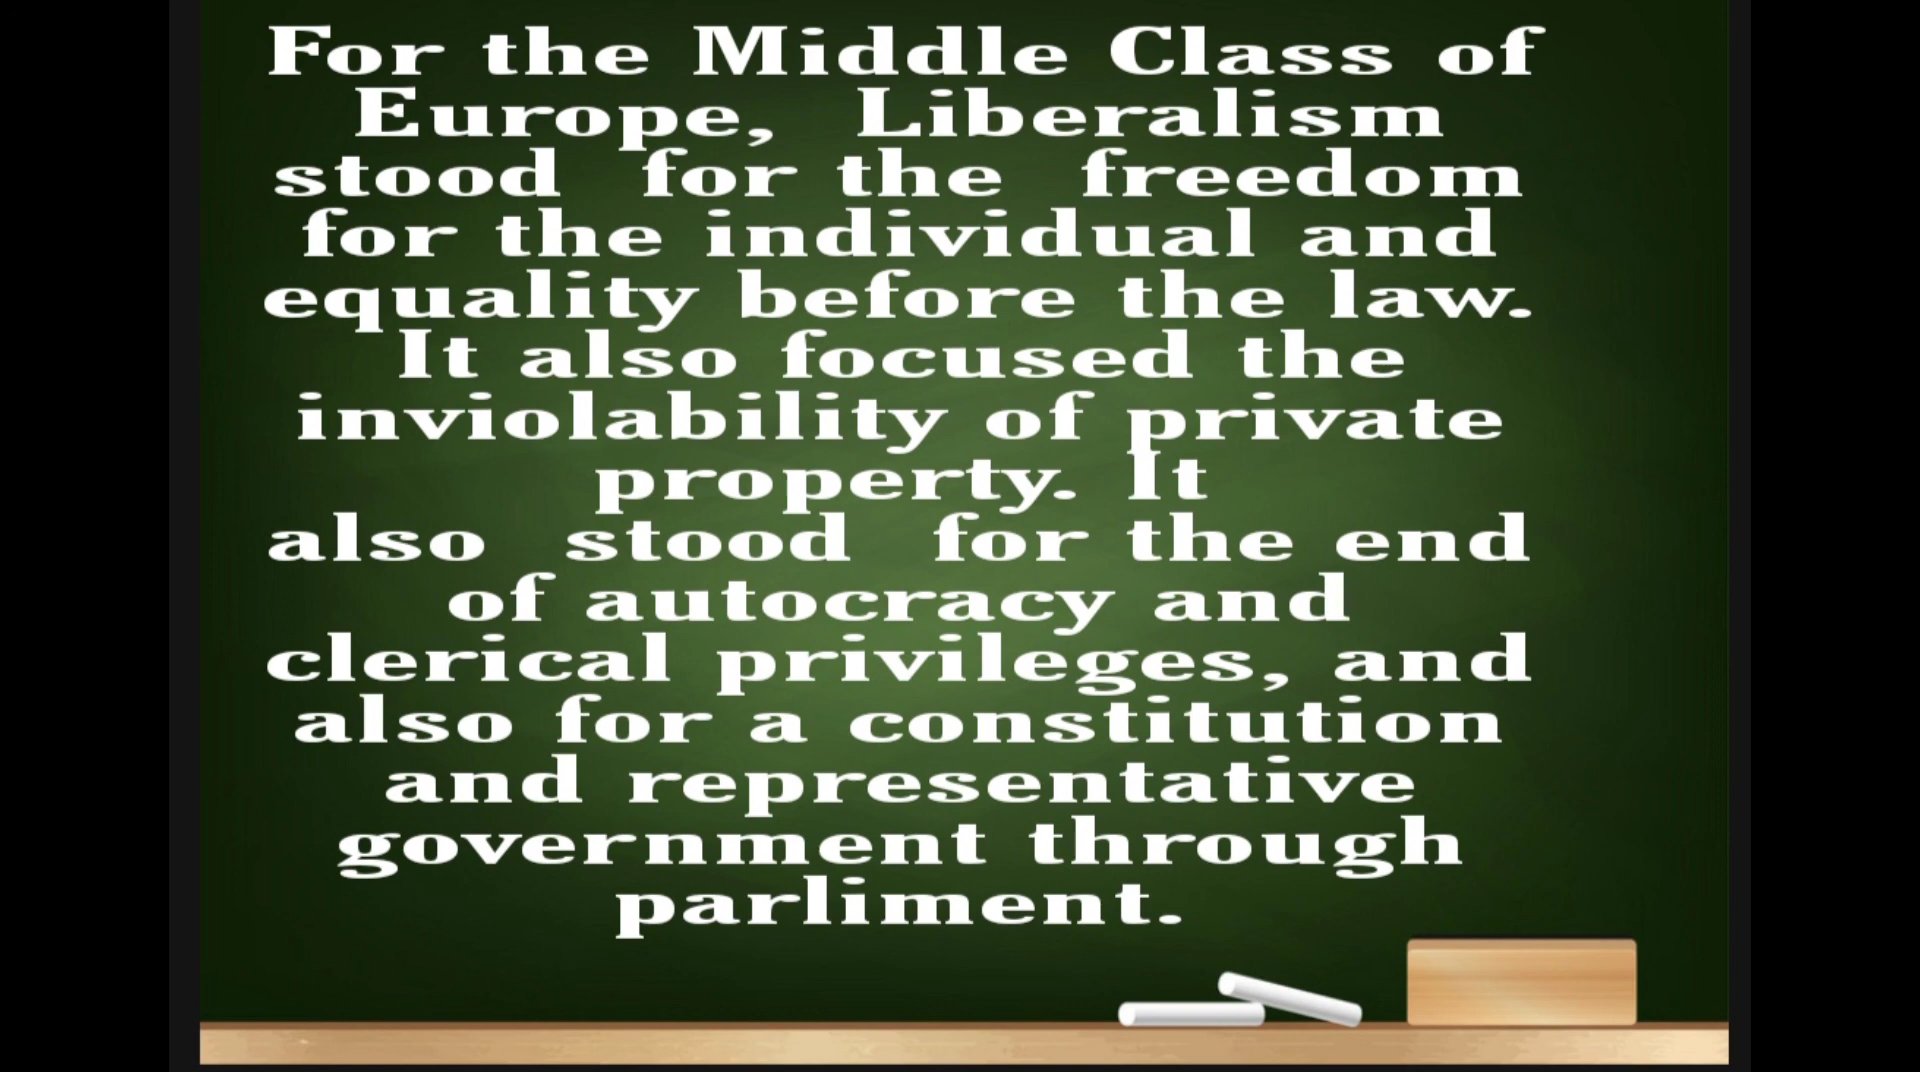 For the Middle Class of
Europe, Liberalism
stood for the freedom
for the individual and
equality before the law.
It also focused the
inviolability of private
property. It
also stood for the end
of autocracy and
clerical privileges, and
also for a constitution
and representative
government through
parliment.